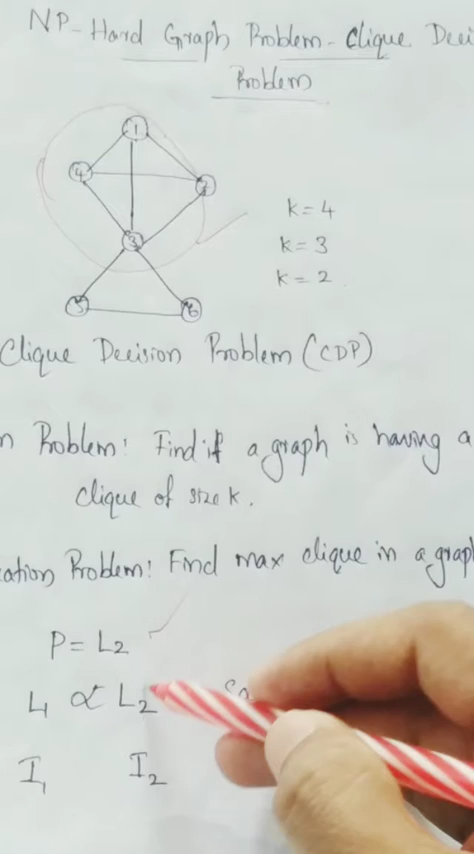 NP-Hard Graph Problem - Clique Deci
Problem
1
4
2
3
5
6
k=4
k=3
k=2
Clique Decision Problem (CDP)
n Problem: Find if a graph is having a
clique of size k.
ation Problem: Find max clique in a graph
P = L2
L1 ∝ L2
I1 I2